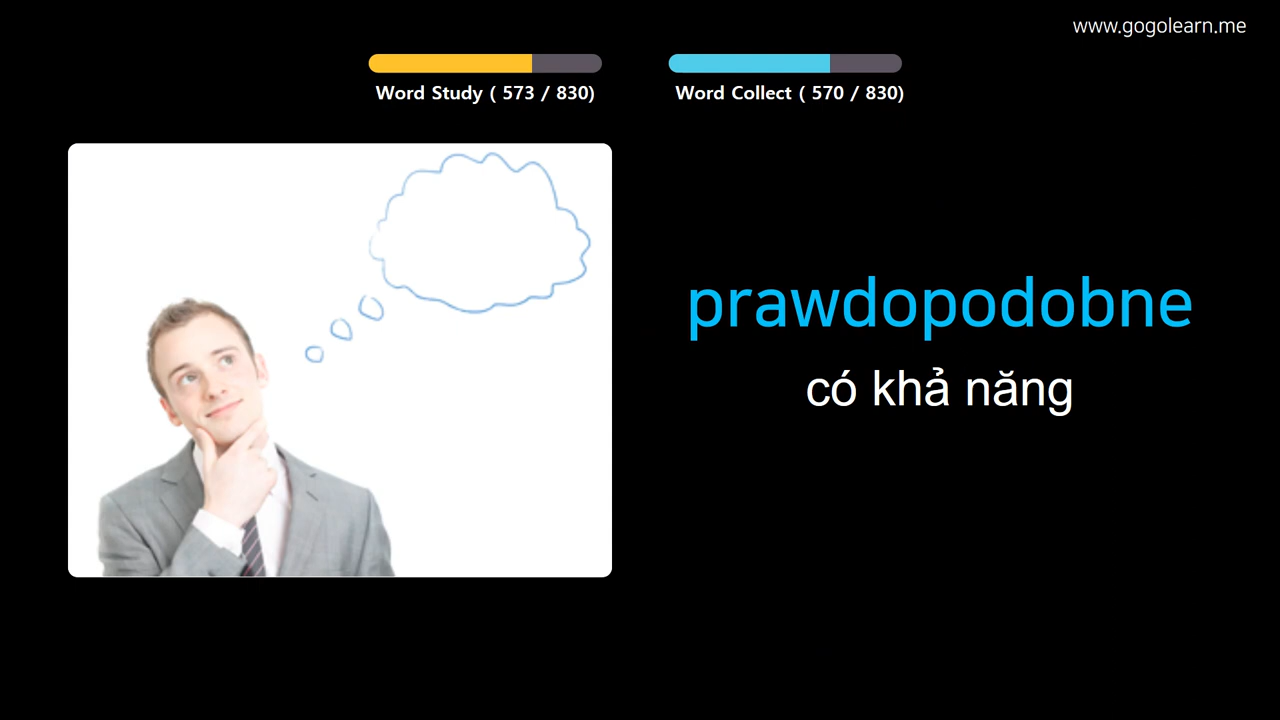 www.gogolearn.me
Word Study ( 573 / 830)
Word Collect ( 570 / 830)
prawdopodobne
có khả năng